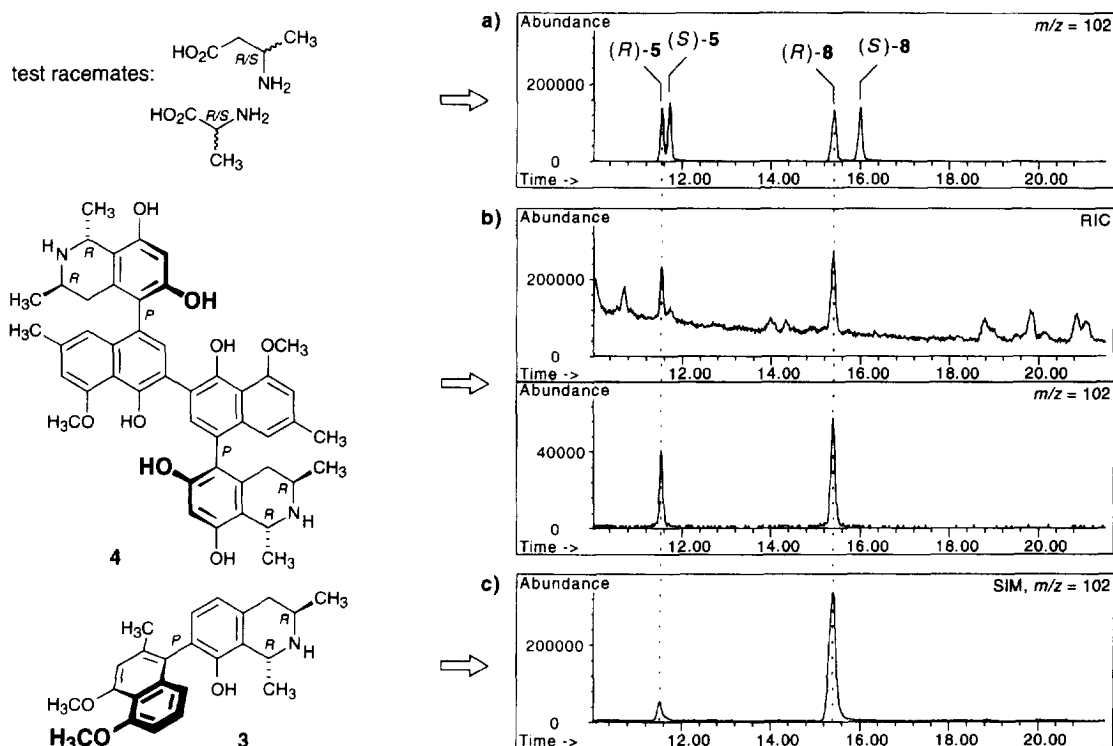 test racemates:
HO₂C
R/S
CH₃
NH₂
HO₂C
R/S
NH₂
CH₃
a)
Abundance
m/z = 102
(R)-5
(S)-5
(R)-8
(S)-8
200000
0
Time ->
12.00
14.00
16.00
18.00
20.00
CH₃
OH
H
N
R
R
H₃C
OH
P
CH₃
OH
OCH₃
H₃CO
OH
CH₃
P
HO
CH₃
R
N
H
R
OH
CH₃
4
b)
Abundance
RIC
200000
0
Time ->
12.00
14.00
16.00
18.00
20.00
Abundance
m/z = 102
40000
0
Time ->
12.00
14.00
16.00
18.00
20.00
CH₃
P
CH₃
R
N
H
R
OH
CH₃
H₃CO
H₃CO
3
c)
Abundance
SIM, m/z = 102
200000
0
Time ->
12.00
14.00
16.00
18.00
20.00